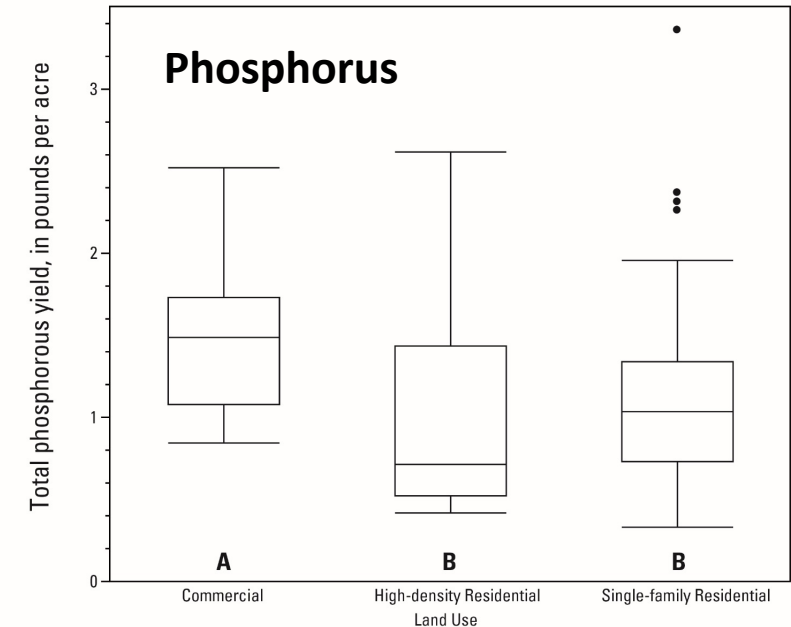 Phosphorus
Total phosphorous yield, in pounds per acre
3
2
1
0
A
B
B
Commercial
High-density Residential
Single-family Residential
Land Use